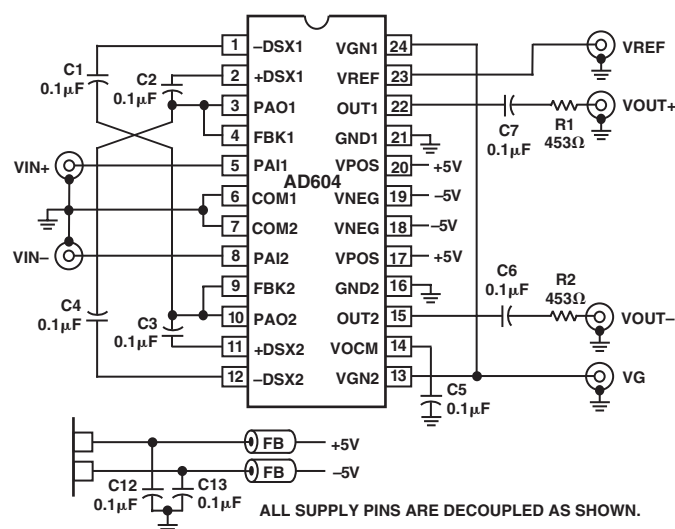 C1
0.1µF
C2
0.1µF
1 –DSX1
2 +DSX1
3 PAO1
4 FBK1
5 PAI1
6 COM1
7 COM2
8 PAI2
9 FBK2
10 PAO2
11 +DSX2
12 –DSX2
AD604
VGN1 24
VREF 23
OUT1 22
GND1 21
VPOS 20 +5V
VNEG 19 –5V
VNEG 18 –5V
VPOS 17 +5V
GND2 16
OUT2 15
VOCM 14
VGN2 13
VIN+
VIN–
C4
0.1µF
C3
0.1µF
VREF
VOUT+
C7
0.1µF
R1
453Ω
C6
0.1µF
R2
453Ω
VOUT–
VG
C5
0.1µF
FB +5V
FB –5V
C12
0.1µF
C13
0.1µF
ALL SUPPLY PINS ARE DECOUPLED AS SHOWN.